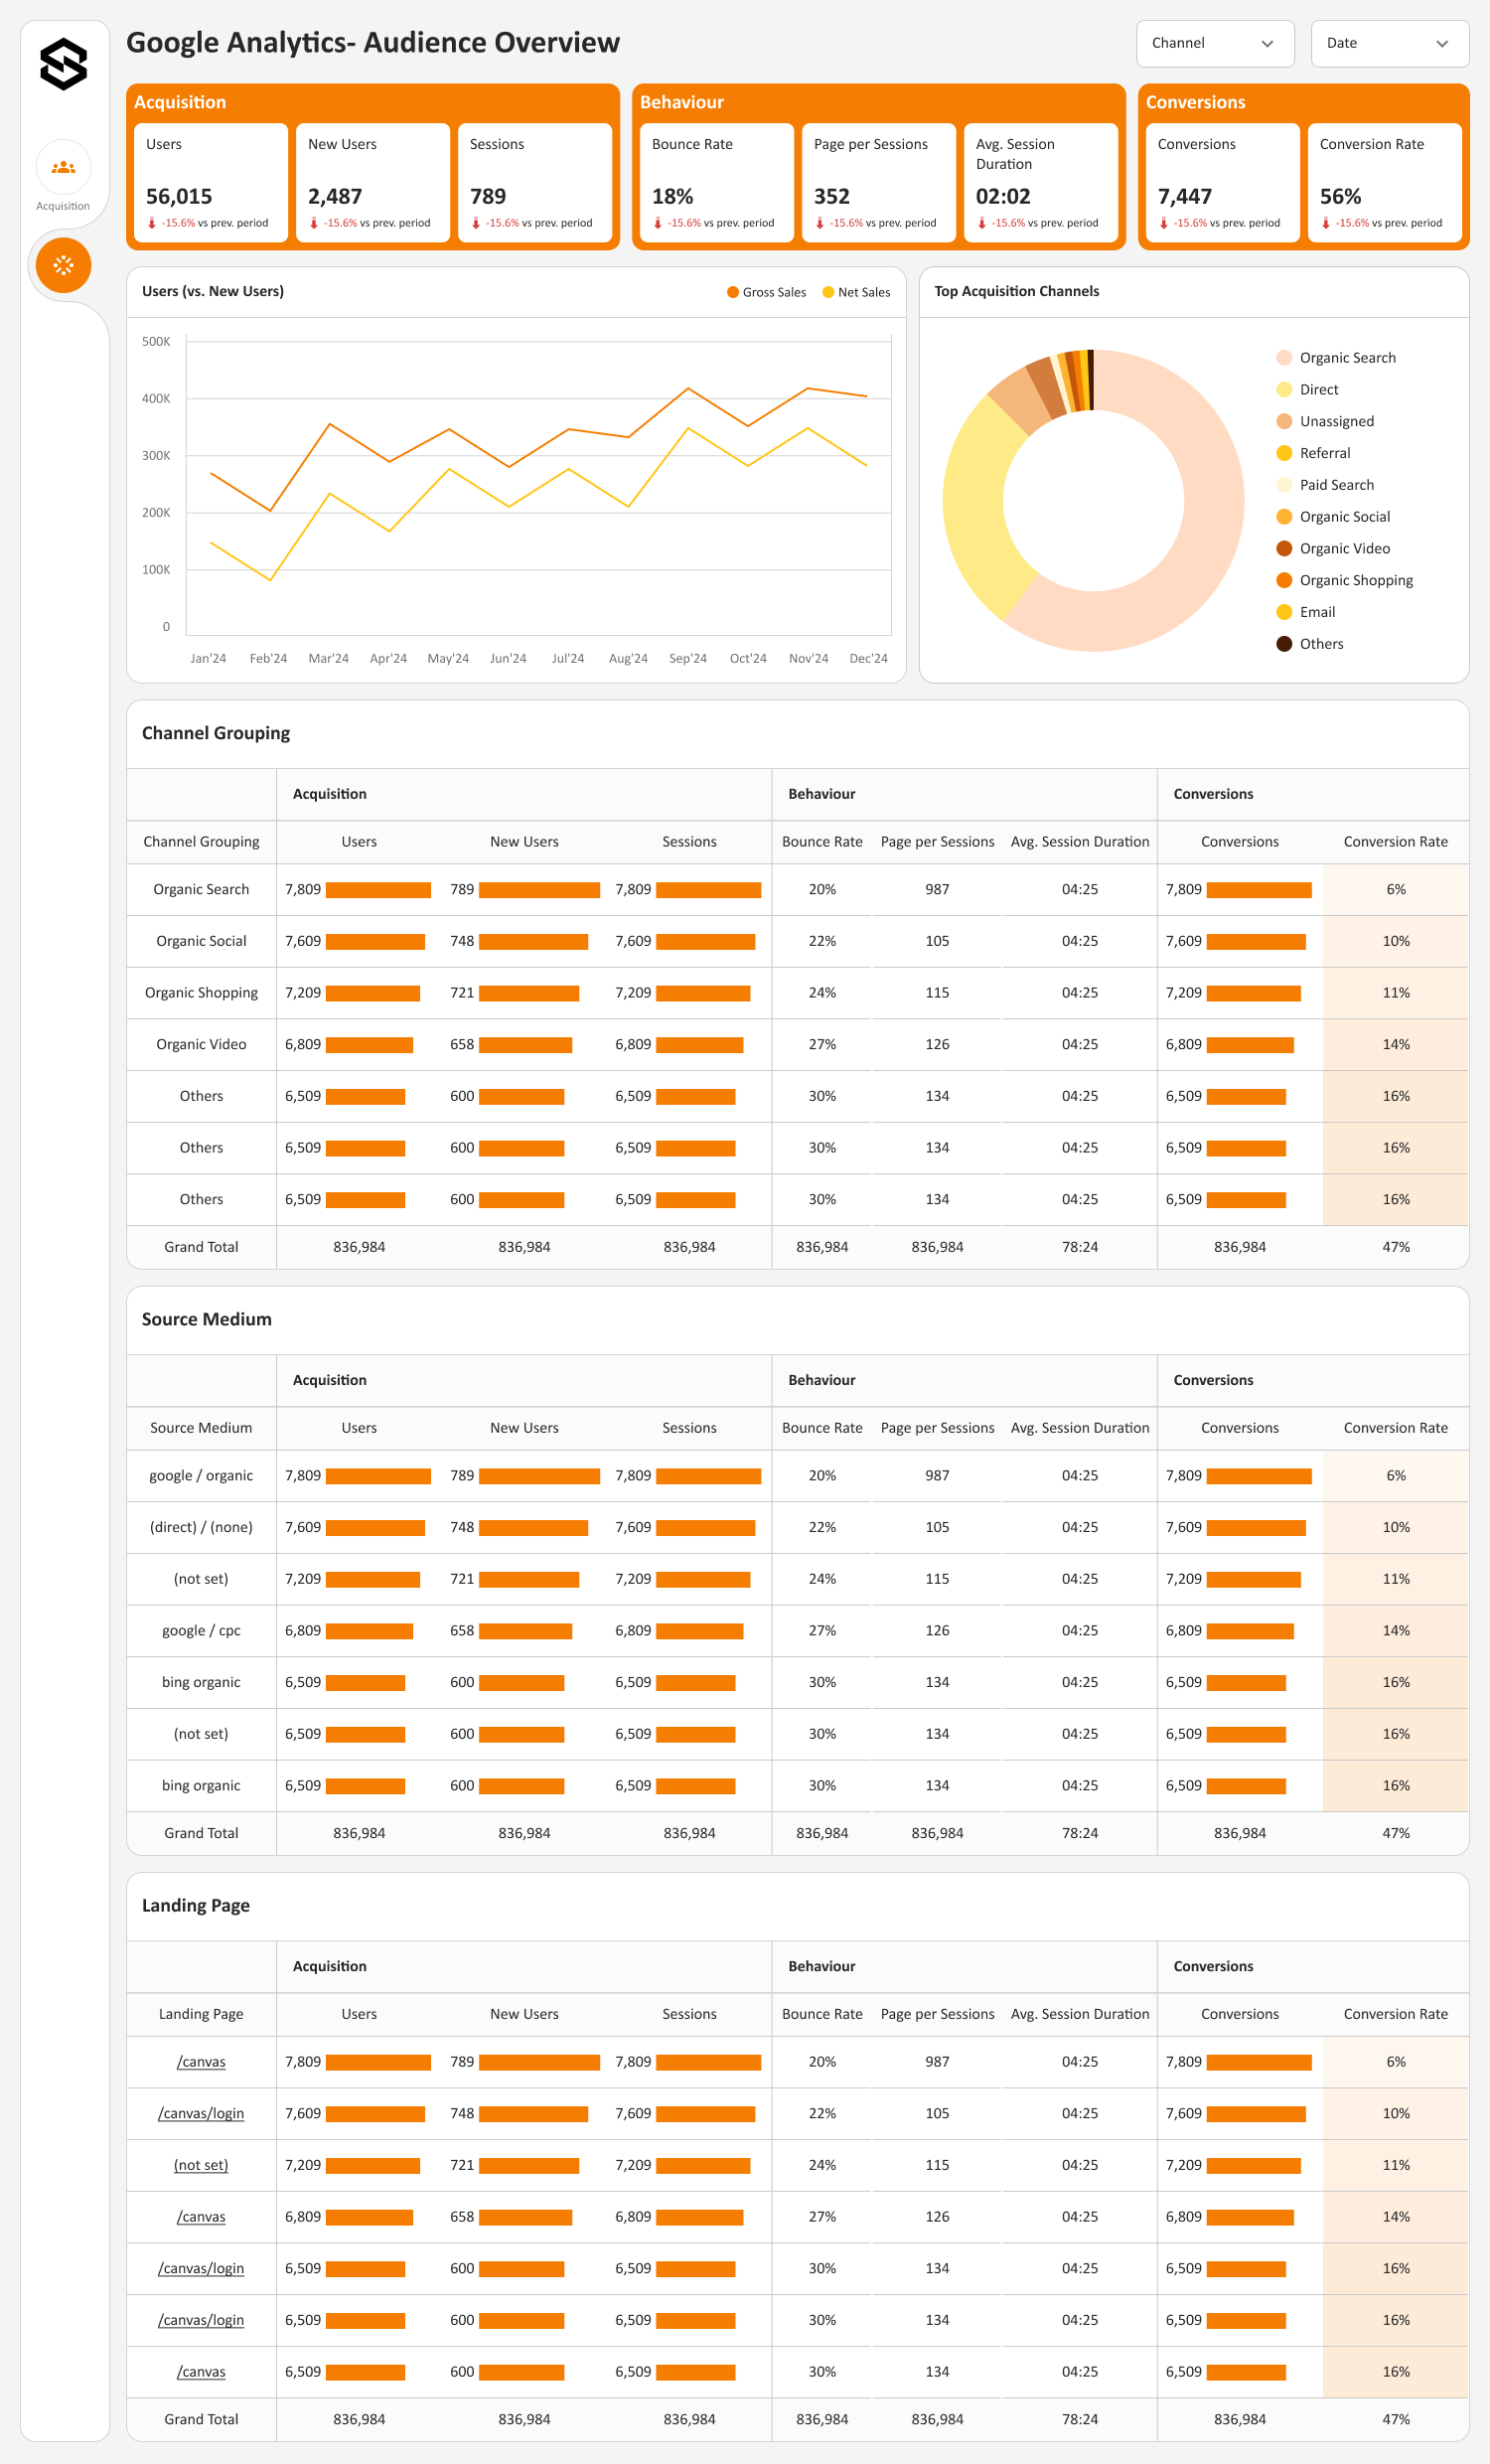 Google Analytics- Audience Overview
Channel
Date
Acquisition
Acquisition
Users
56,015
-15.6% vs prev. period
New Users
2,487
-15.6% vs prev. period
Sessions
789
-15.6% vs prev. period
Behaviour
Bounce Rate
18%
-15.6% vs prev. period
Page per Sessions
352
-15.6% vs prev. period
Avg. Session
Duration
02:02
-15.6% vs prev. period
Conversions
Conversions
7,447
-15.6% vs prev. period
Conversion Rate
56%
-15.6% vs prev. period
Users (vs. New Users)
Gross Sales
Net Sales
500K
400K
300K
200K
100K
0
Jan'24 Feb'24 Mar'24 Apr'24 May'24 Jun'24 Jul'24 Aug'24 Sep'24 Oct'24 Nov'24 Dec'24
Top Acquisition Channels
Organic Search
Direct
Unassigned
Referral
Paid Search
Organic Social
Organic Video
Organic Shopping
Email
Others
Channel Grouping
Acquisition Behaviour Conversions
Channel Grouping Users New Users Sessions Bounce Rate Page per Sessions Avg. Session Duration Conversions Conversion Rate
Organic Search 7,809 789 7,809 20% 987 04:25 7,809 6%
Organic Social 7,609 748 7,609 22% 105 04:25 7,609 10%
Organic Shopping 7,209 721 7,209 24% 115 04:25 7,209 11%
Organic Video 6,809 658 6,809 27% 126 04:25 6,809 14%
Others 6,509 600 6,509 30% 134 04:25 6,509 16%
Others 6,509 600 6,509 30% 134 04:25 6,509 16%
Others 6,509 600 6,509 30% 134 04:25 6,509 16%
Grand Total 836,984 836,984 836,984 836,984 836,984 78:24 836,984 47%
Source Medium
Acquisition Behaviour Conversions
Source Medium Users New Users Sessions Bounce Rate Page per Sessions Avg. Session Duration Conversions Conversion Rate
google / organic 7,809 789 7,809 20% 987 04:25 7,809 6%
(direct) / (none) 7,609 748 7,609 22% 105 04:25 7,609 10%
(not set) 7,209 721 7,209 24% 115 04:25 7,209 11%
google / cpc 6,809 658 6,809 27% 126 04:25 6,809 14%
bing organic 6,509 600 6,509 30% 134 04:25 6,509 16%
(not set) 6,509 600 6,509 30% 134 04:25 6,509 16%
bing organic 6,509 600 6,509 30% 134 04:25 6,509 16%
Grand Total 836,984 836,984 836,984 836,984 836,984 78:24 836,984 47%
Landing Page
Acquisition Behaviour Conversions
Landing Page Users New Users Sessions Bounce Rate Page per Sessions Avg. Session Duration Conversions Conversion Rate
/canvas 7,809 789 7,809 20% 987 04:25 7,809 6%
/canvas/login 7,609 748 7,609 22% 105 04:25 7,609 10%
(not set) 7,209 721 7,209 24% 115 04:25 7,209 11%
/canvas 6,809 658 6,809 27% 126 04:25 6,809 14%
/canvas/login 6,509 600 6,509 30% 134 04:25 6,509 16%
/canvas/login 6,509 600 6,509 30% 134 04:25 6,509 16%
/canvas 6,509 600 6,509 30% 134 04:25 6,509 16%
Grand Total 836,984 836,984 836,984 836,984 836,984 78:24 836,984 47%